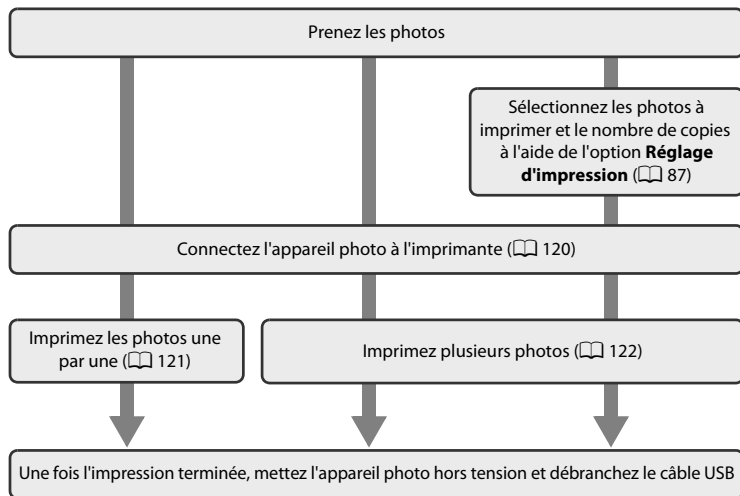 Prenez les photos
Sélectionnez les photos à
imprimer et le nombre de copies
à l'aide de l'option Réglage
d'impression (📖 87)
Connectez l'appareil photo à l'imprimante (📖 120)
Imprimez les photos une
par une (📖 121)
Imprimez plusieurs photos (📖 122)
Une fois l'impression terminée, mettez l'appareil photo hors tension et débranchez le câble USB